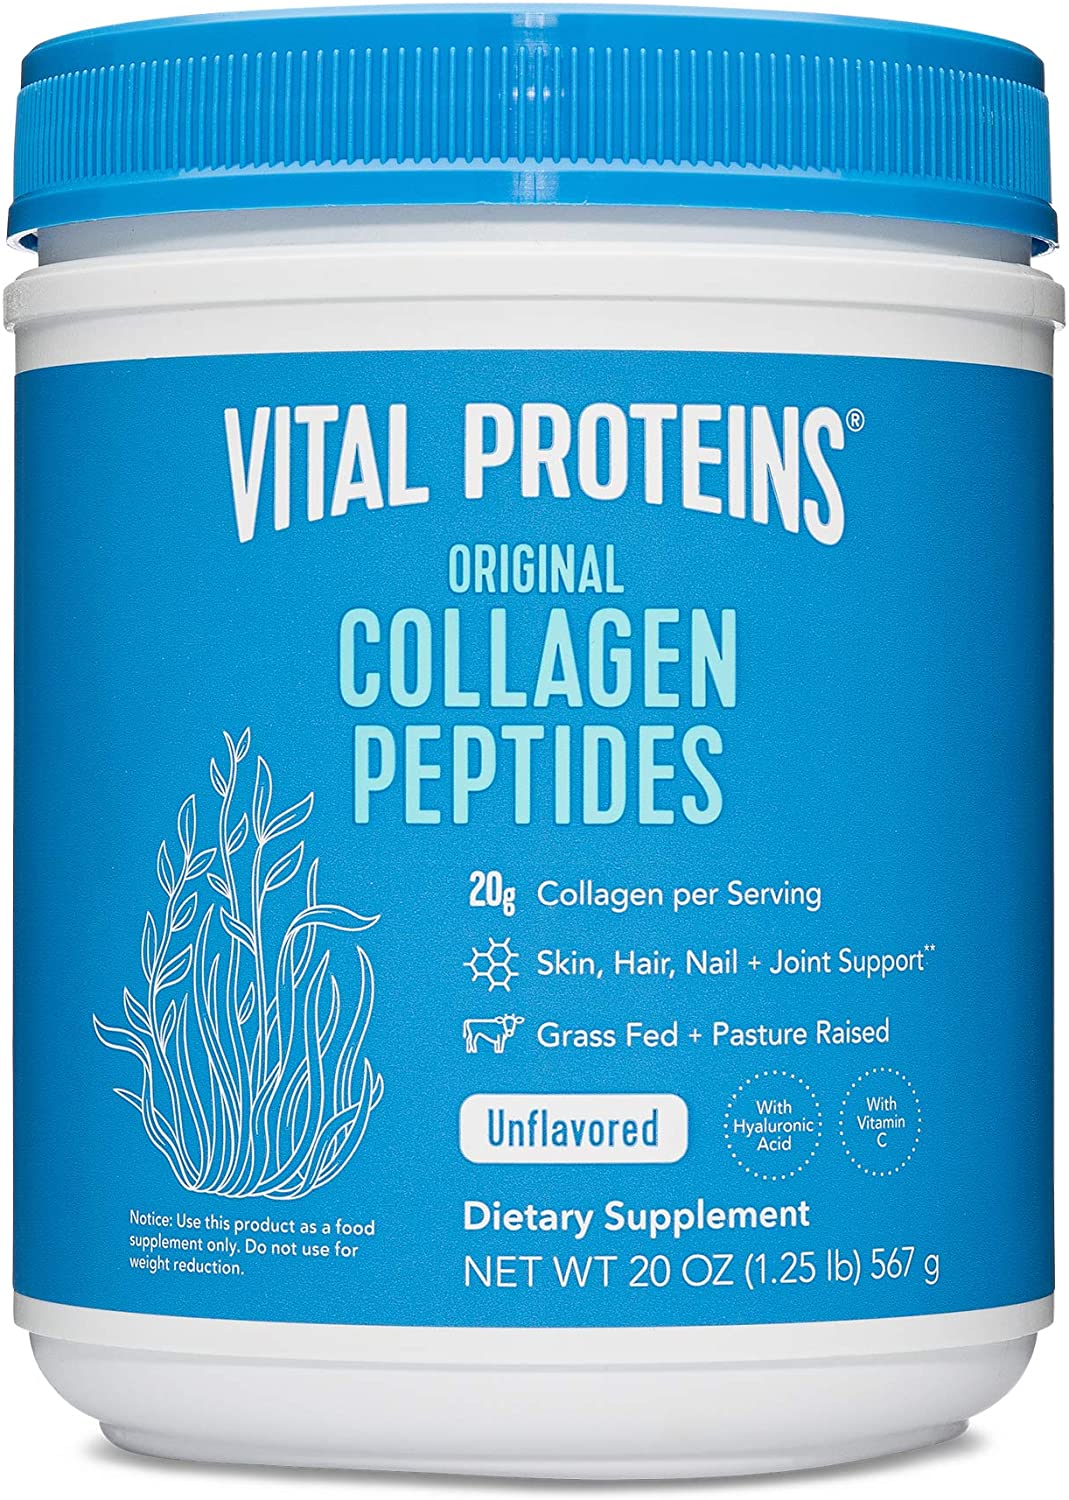 VITAL PROTEINS®
ORIGINAL
COLLAGEN
PEPTIDES
20g Collagen per Serving
Skin, Hair, Nail + Joint Support**
Grass Fed + Pasture Raised
Unflavored
With
Hyaluronic
Acid
With
Vitamin
C
Notice: Use this product as a food
supplement only. Do not use for
weight reduction.
Dietary Supplement
NET WT 20 OZ (1.25 lb) 567 g